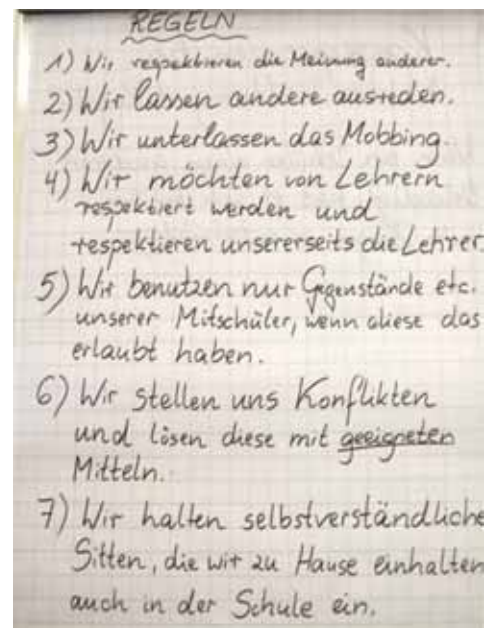 REGELN
1) Wir respektieren die Meinung anderer.
2) Wir lassen andere ausreden.
3) Wir unterlassen das Mobbing.
4) Wir möchten von Lehrern
respektiert werden und
respektieren unsererseits die Lehrer.
5) Wir benutzen nur Gegenstände etc.
unserer Mitschüler, wenn diese das
erlaubt haben.
6) Wir stellen uns Konflikten
und lösen diese mit geeigneten
Mitteln.
7) Wir halten selbstverständliche
Sitten, die wir zu Hause einhalten
auch in der Schule ein.